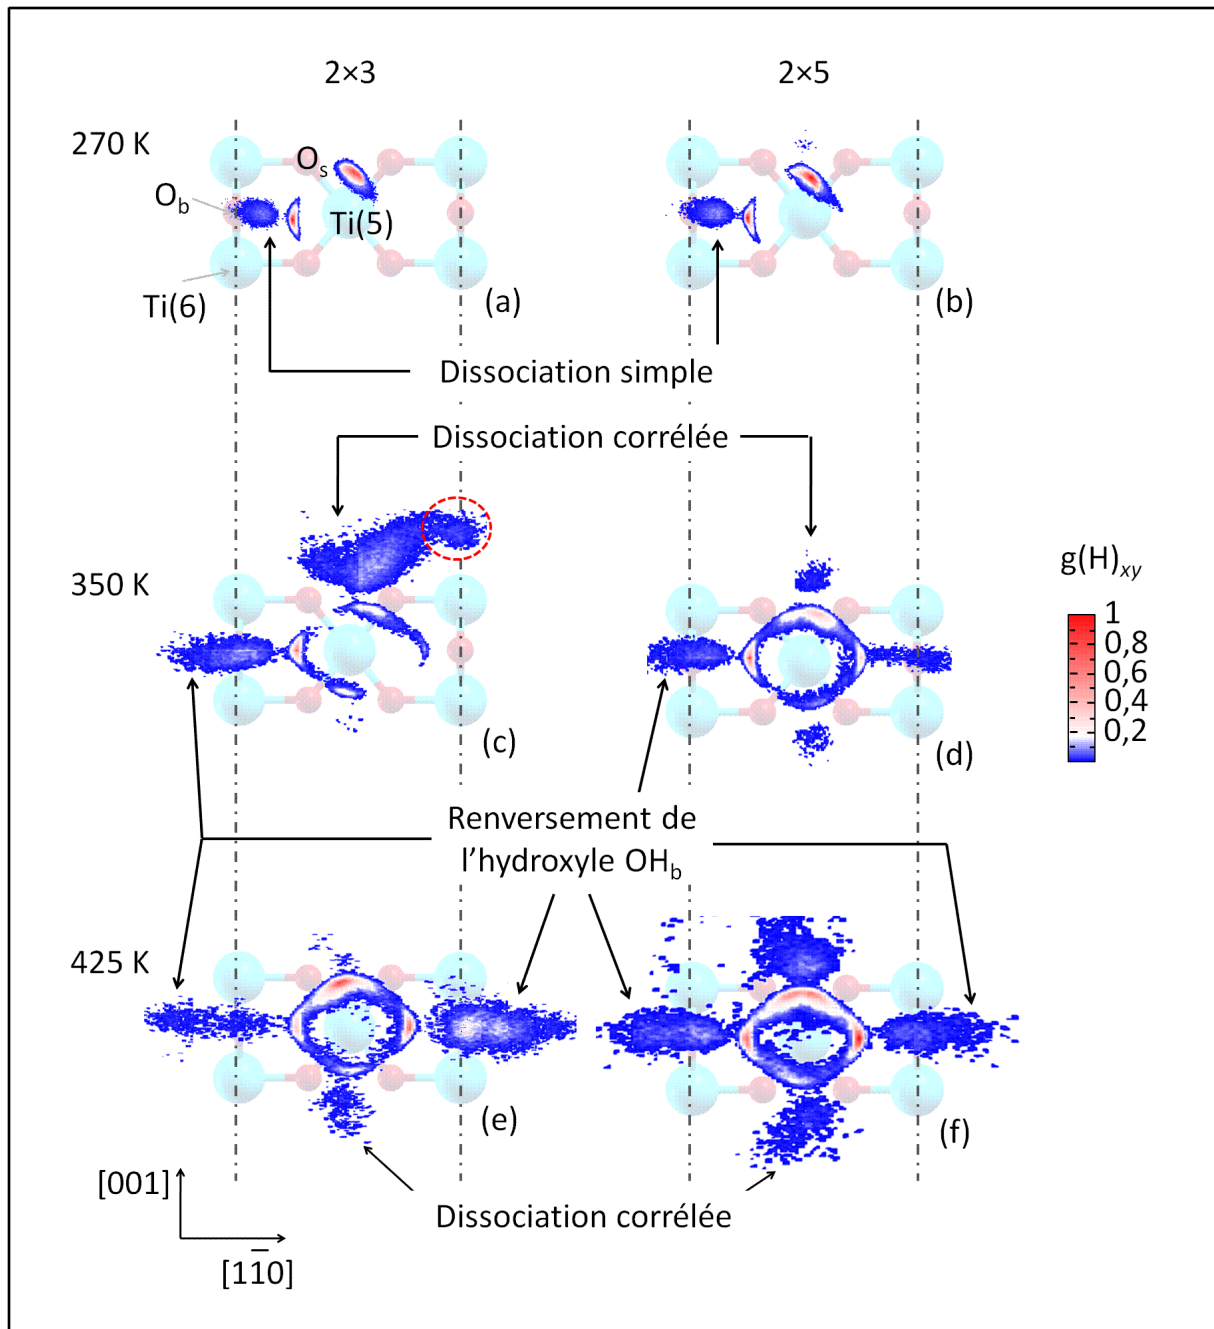 2×3
2×5
270 K
O_s
O_b
Ti(5)
Ti(6)
(a)
(b)
Dissociation simple
Dissociation corrélée
350 K
g(H)_xy
1
0,8
0,6
0,4
0,2
(c)
(d)
Renversement de
l'hydroxyle OH_b
425 K
(e)
(f)
[001]
Dissociation corrélée
[11̅0]